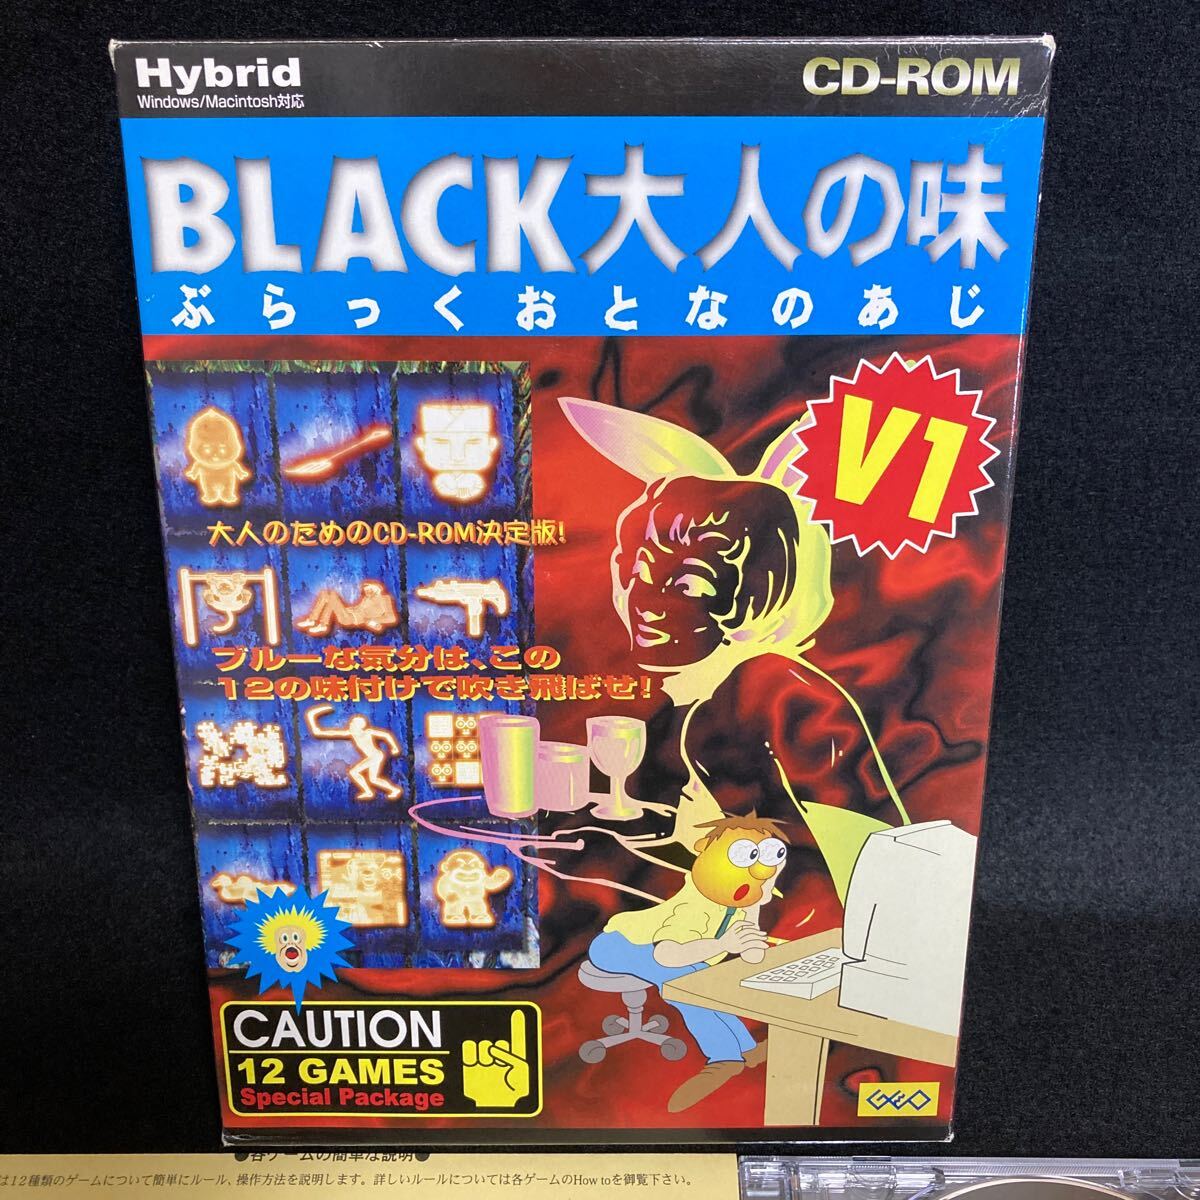 Hybrid
Windows/Macintosh対応
CD-ROM
BLACK大人の味
ぶらっくおとなのあじ
V1
大人のためのCD-ROM決定版!
ブルーな気分は、この
12の味付けで吹き飛ばせ!
CAUTION
12 GAMES
Special Package
GEO
●各ゲームの簡単な説明●
は12種類のゲームについて簡単にルール、操作方法を説明します。詳しいルールについては各ゲームのHow toを御覧下さい。